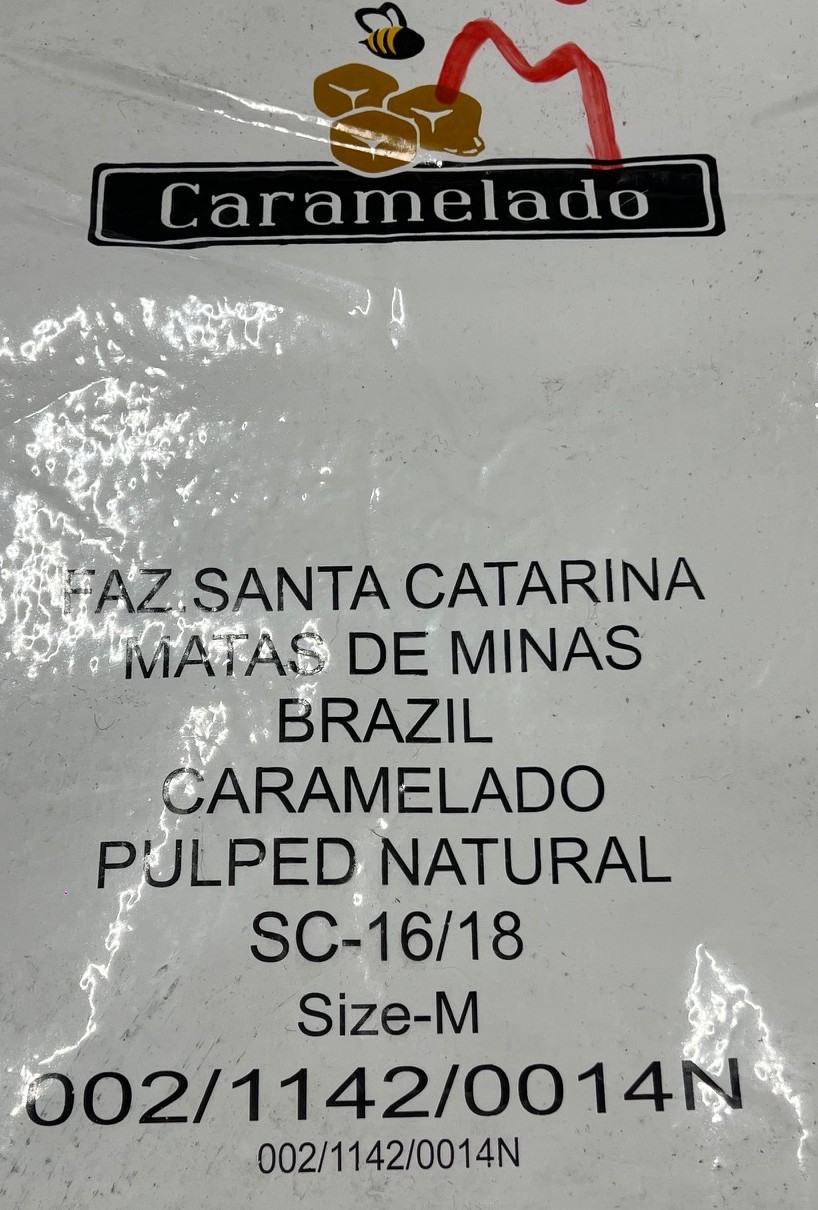 Caramelado
FAZ.SANTA CATARINA
MATAS DE MINAS
BRAZIL
CARAMELADO
PULPED NATURAL
SC-16/18
Size-M
002/1142/0014N
002/1142/0014N